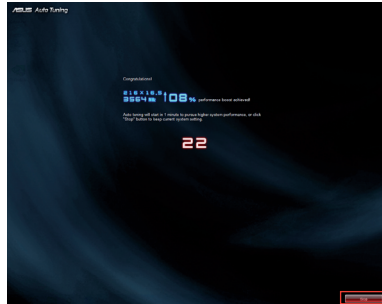 ASUS Auto Tuning
Congratulations!
3564 108% performance boost achieved!
Auto tuning will start in 1 minute to pursue higher system performance, or click
"Stop" button to keep current system setting.
22
Stop